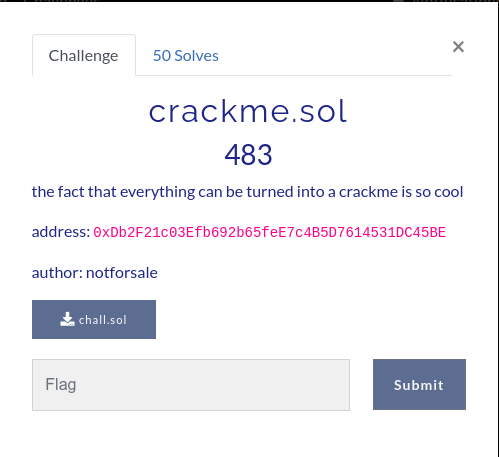 Challenge
50 Solves
×
crackme.sol
483
the fact that everything can be turned into a crackme is so cool
address: 0xDb2F21c03Efb692b65feE7c4B5D7614531DC45BE
author: notforsale
chall.sol
Flag
Submit